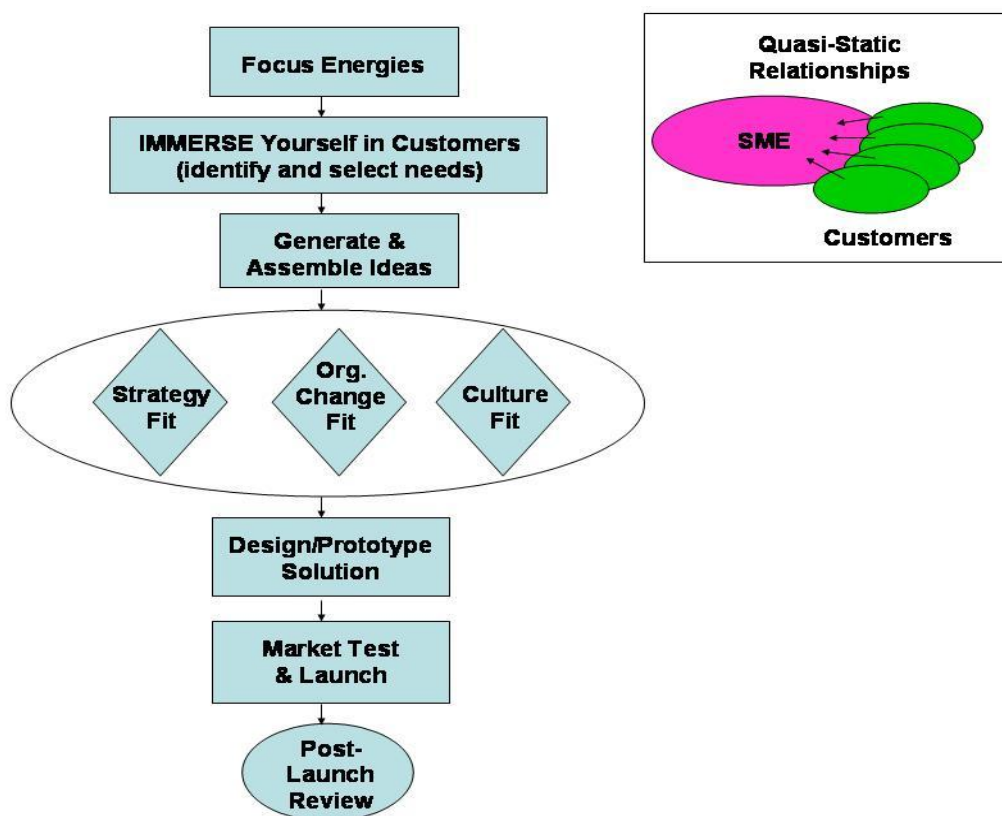 Focus Energies
IMMERSE Yourself in Customers
(identify and select needs)
Generate &
Assemble Ideas
Strategy
Fit
Org.
Change
Fit
Culture
Fit
Design/Prototype
Solution
Market Test
& Launch
Post-
Launch
Review
Quasi-Static
Relationships
SME
Customers